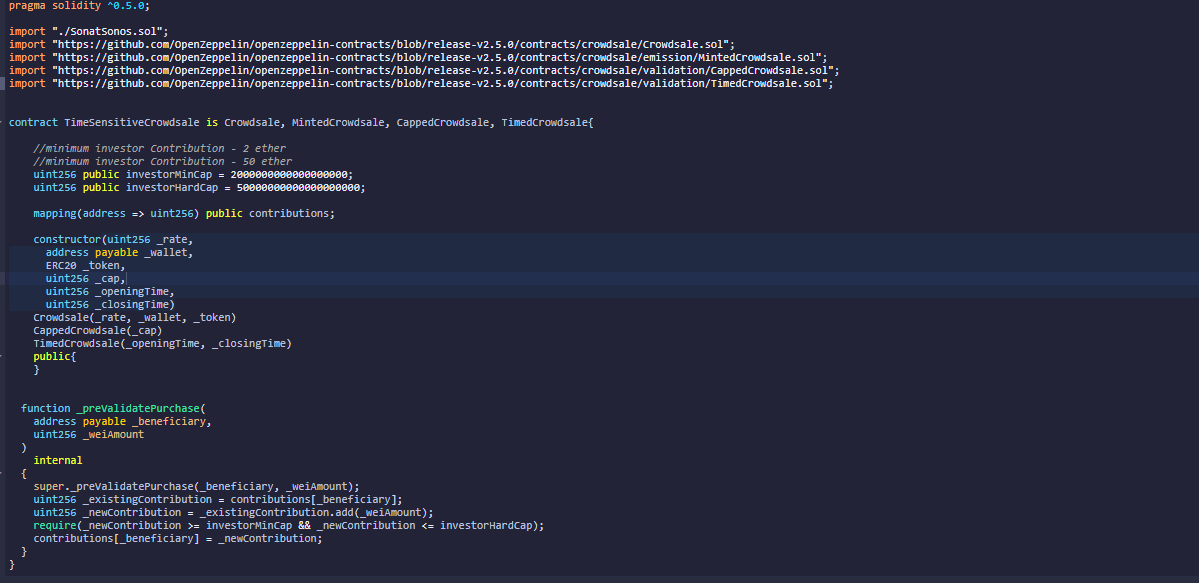 pragma solidity ^0.5.0;
import "./SonatSonos.sol";
import "https://github.com/OpenZeppelin/openzeppelin-contracts/blob/release-v2.5.0/contracts/crowdsale/Crowdsale.sol";
import "https://github.com/OpenZeppelin/openzeppelin-contracts/blob/release-v2.5.0/contracts/crowdsale/emission/MintedCrowdsale.sol";
import "https://github.com/OpenZeppelin/openzeppelin-contracts/blob/release-v2.5.0/contracts/crowdsale/validation/CappedCrowdsale.sol";
import "https://github.com/OpenZeppelin/openzeppelin-contracts/blob/release-v2.5.0/contracts/crowdsale/validation/TimedCrowdsale.sol";
contract TimeSensitiveCrowdsale is Crowdsale, MintedCrowdsale, CappedCrowdsale, TimedCrowdsale{
//minimum investor Contribution - 2 ether
//minimum investor Contribution - 50 ether
uint256 public investorMinCap = 2000000000000000000;
uint256 public investorHardCap = 50000000000000000000;
mapping(address => uint256) public contributions;
constructor(uint256 _rate,
address payable _wallet,
ERC20 _token,
uint256 _cap,
uint256 _openingTime,
uint256 _closingTime)
Crowdsale(_rate, _wallet, _token)
CappedCrowdsale(_cap)
TimedCrowdsale(_openingTime, _closingTime)
public{
}
function _preValidatePurchase(
address payable _beneficiary,
uint256 _weiAmount
)
internal
{
super._preValidatePurchase(_beneficiary, _weiAmount);
uint256 _existingContribution = contributions[_beneficiary];
uint256 _newContribution = _existingContribution.add(_weiAmount);
require(_newContribution >= investorMinCap && _newContribution <= investorHardCap);
contributions[_beneficiary] = _newContribution;
}
}